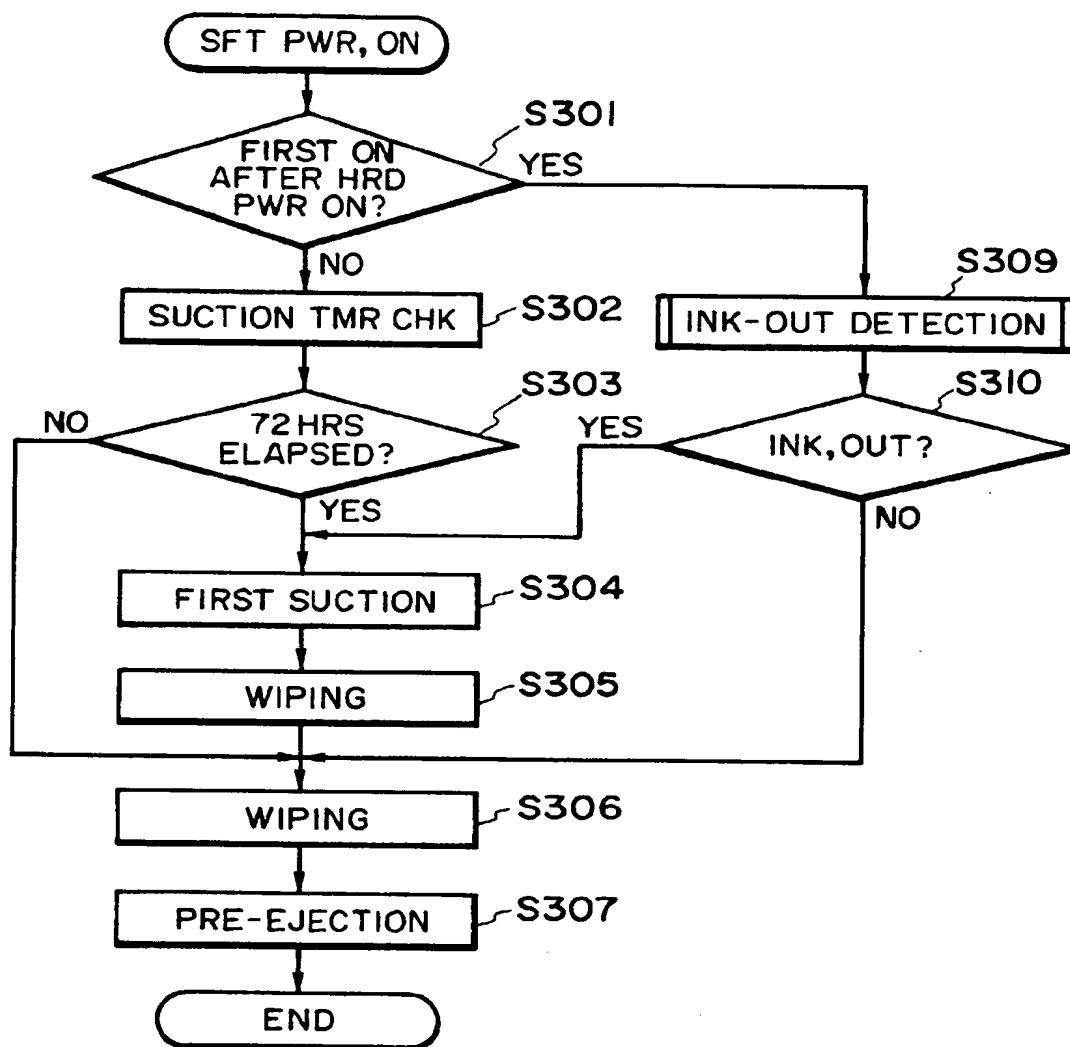 SFT PWR, ON
S301
FIRST ON
AFTER HRD
PWR ON?
YES
NO
SUCTION TMR CHK
S302
S309
INK-OUT DETECTION
S303
72HRS
ELAPSED?
NO
YES
S310
INK, OUT?
YES
NO
FIRST SUCTION
S304
WIPING
S305
WIPING
S306
PRE-EJECTION
S307
END